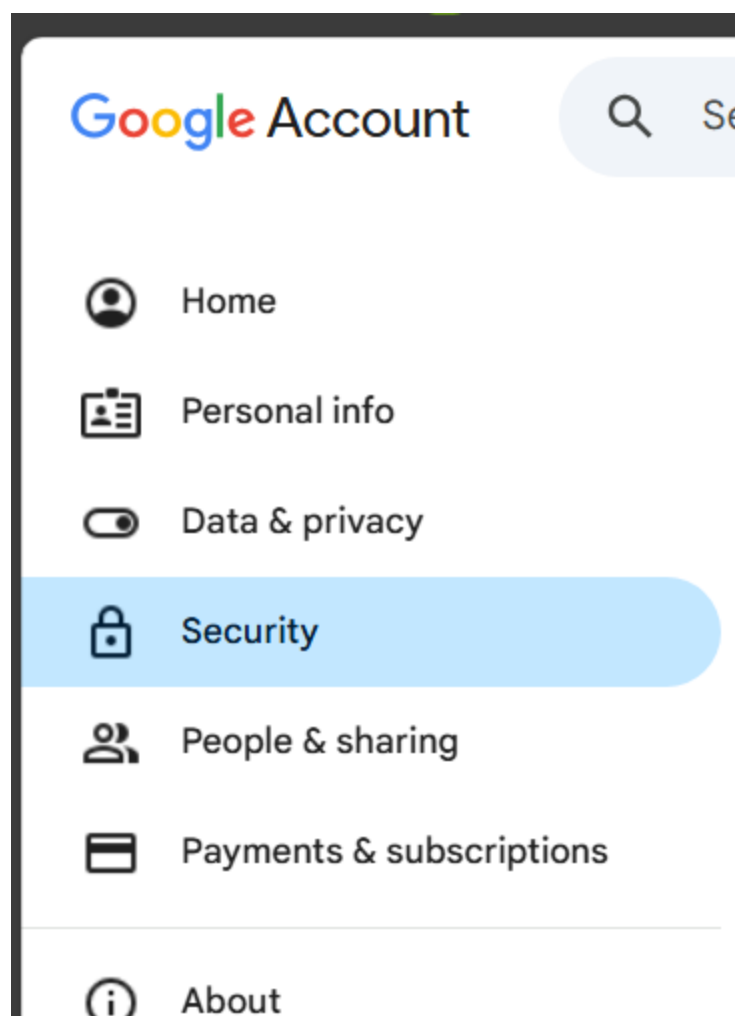 Google Account
Home
Personal info
Data & privacy
Security
People & sharing
Payments & subscriptions
About